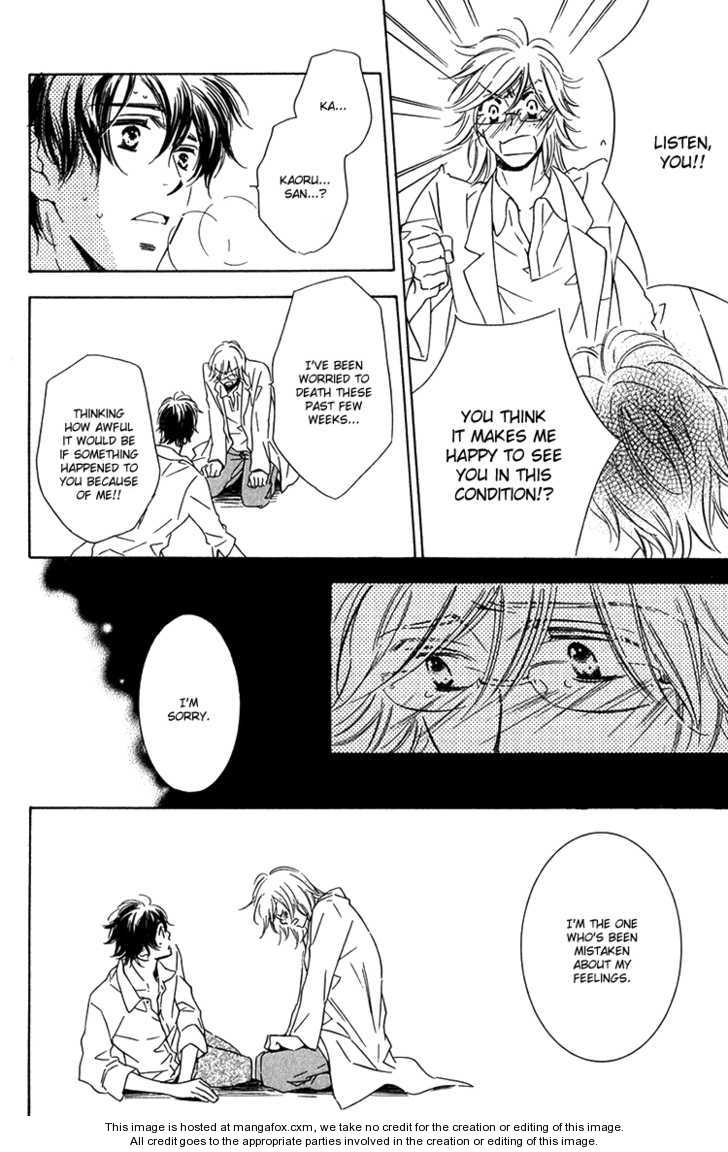 LISTEN,
YOU!!
YOU THINK
IT MAKES ME
HAPPY TO SEE
YOU IN THIS
CONDITION!?
KA...
KAORU...
SAN...?
I'VE BEEN
WORRIED TO
DEATH THESE
PAST FEW
WEEKS...
THINKING
HOW AWFUL
IT WOULD BE
IF SOMETHING
HAPPENED TO
YOU BECAUSE
OF ME!!
I'M
SORRY.
I'M THE ONE
WHO'S BEEN
MISTAKEN
ABOUT MY
FEELINGS.
This image is hosted at mangafox.cxm, we take no credit for the creation or editing of this image.
All credit goes to the appropriate parties involved in the creation or editing of this image.